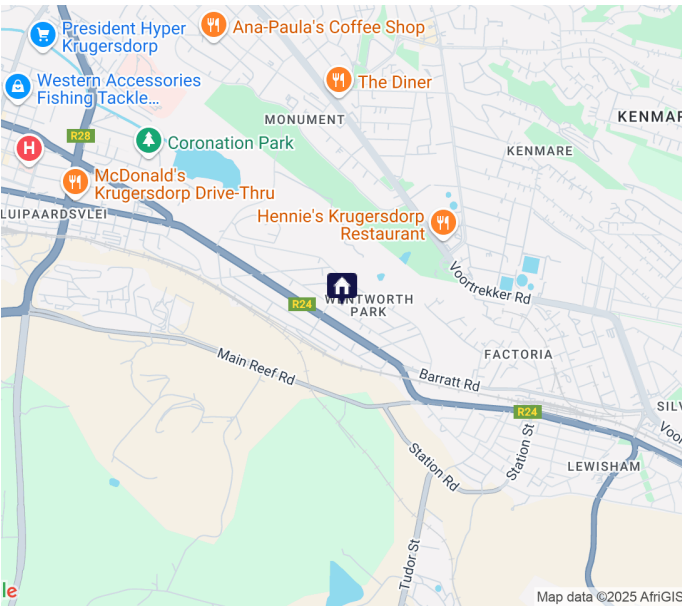 President Hyper
Krugersdorp
Ana-Paula's Coffee Shop
Western Accessories
Fishing Tackle...
The Diner
KENMAR
MONUMENT
R28
Coronation Park
KENMARE
H
McDonald's
Krugersdorp Drive-Thru
LUIPAARDSVLEI
Hennie's Krugersdorp
Restaurant
Voortrekker Rd
R24
WENTWORTH
PARK
FACTORIA
Main Reef Rd
Barratt Rd
R24
SILV
Voor
Station Rd
Station St
LEWISHAM
Tudor St
le
Map data ©2025 AfriGIS